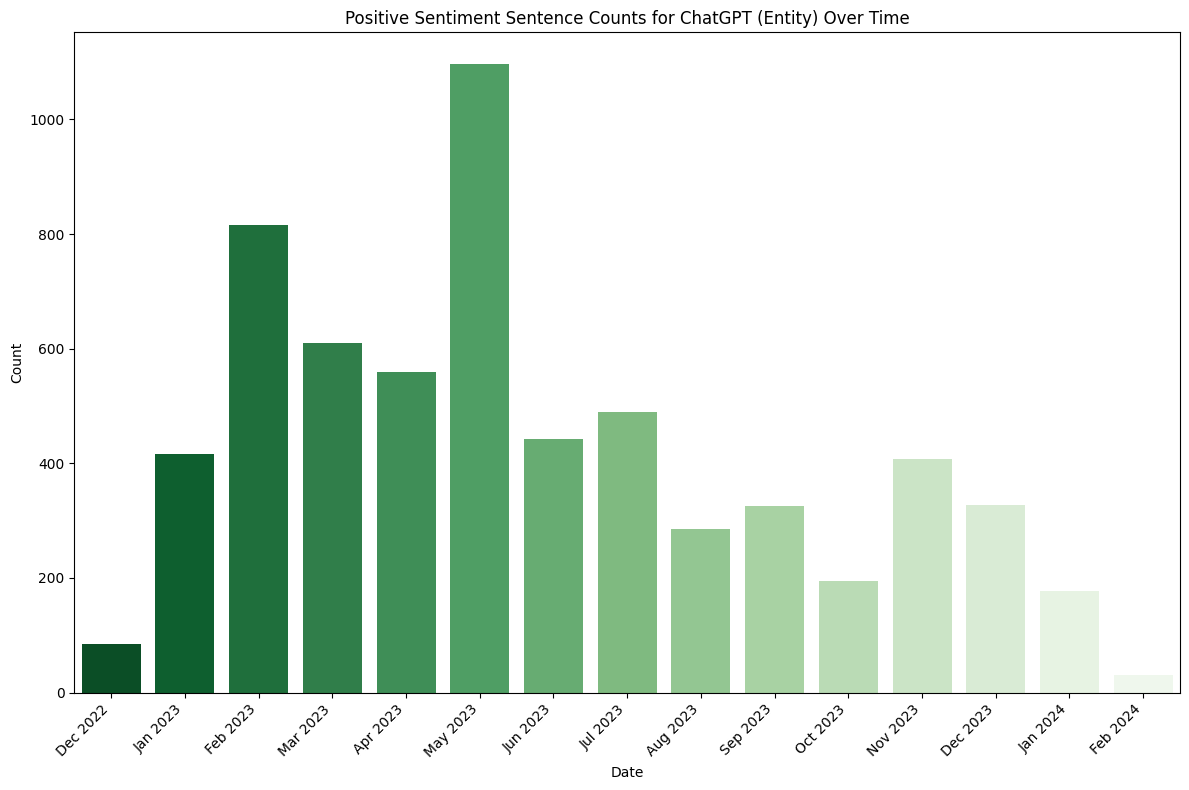 Positive Sentiment Sentence Counts for ChatGPT (Entity) Over Time
Count
1000
800
600
400
200
0
Dec 2022
Jan 2023
Feb 2023
Mar 2023
Apr 2023
May 2023
Jun 2023
Jul 2023
Aug 2023
Sep 2023
Oct 2023
Nov 2023
Dec 2023
Jan 2024
Feb 2024
Date